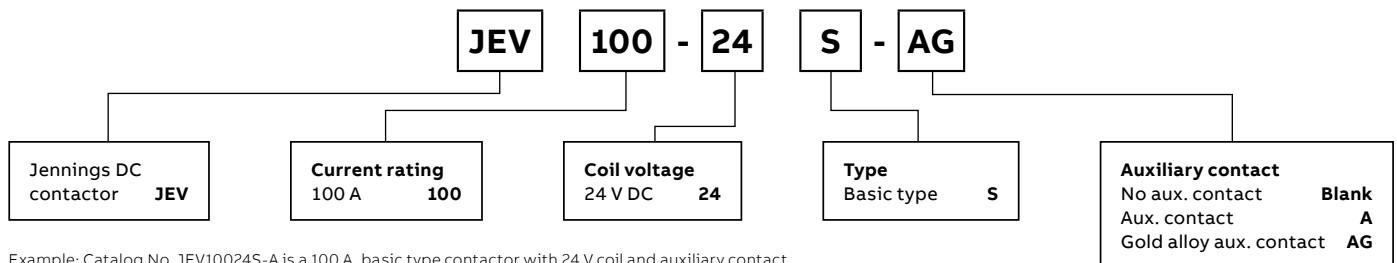 JEV 100 - 24 S - AG
Jennings DC
contactor JEV
Current rating
100 A 100
Coil voltage
24 V DC 24
Type
Basic type S
Auxiliary contact
No aux. contact Blank
Aux. contact A
Gold alloy aux. contact AG
Example: Catalog No. JEV10024S-A is a 100 A, basic type contactor with 24 V coil and auxiliary contact